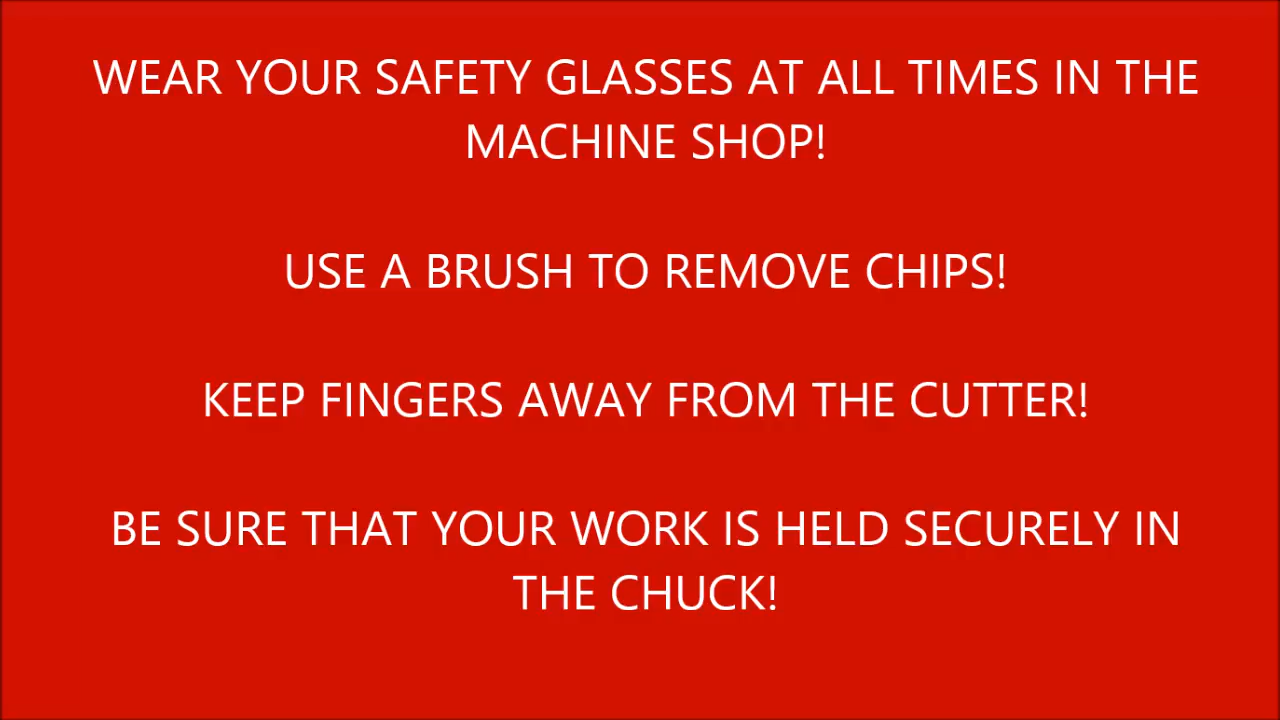 WEAR YOUR SAFETY GLASSES AT ALL TIMES IN THE
MACHINE SHOP!
USE A BRUSH TO REMOVE CHIPS!
KEEP FINGERS AWAY FROM THE CUTTER!
BE SURE THAT YOUR WORK IS HELD SECURELY IN
THE CHUCK!